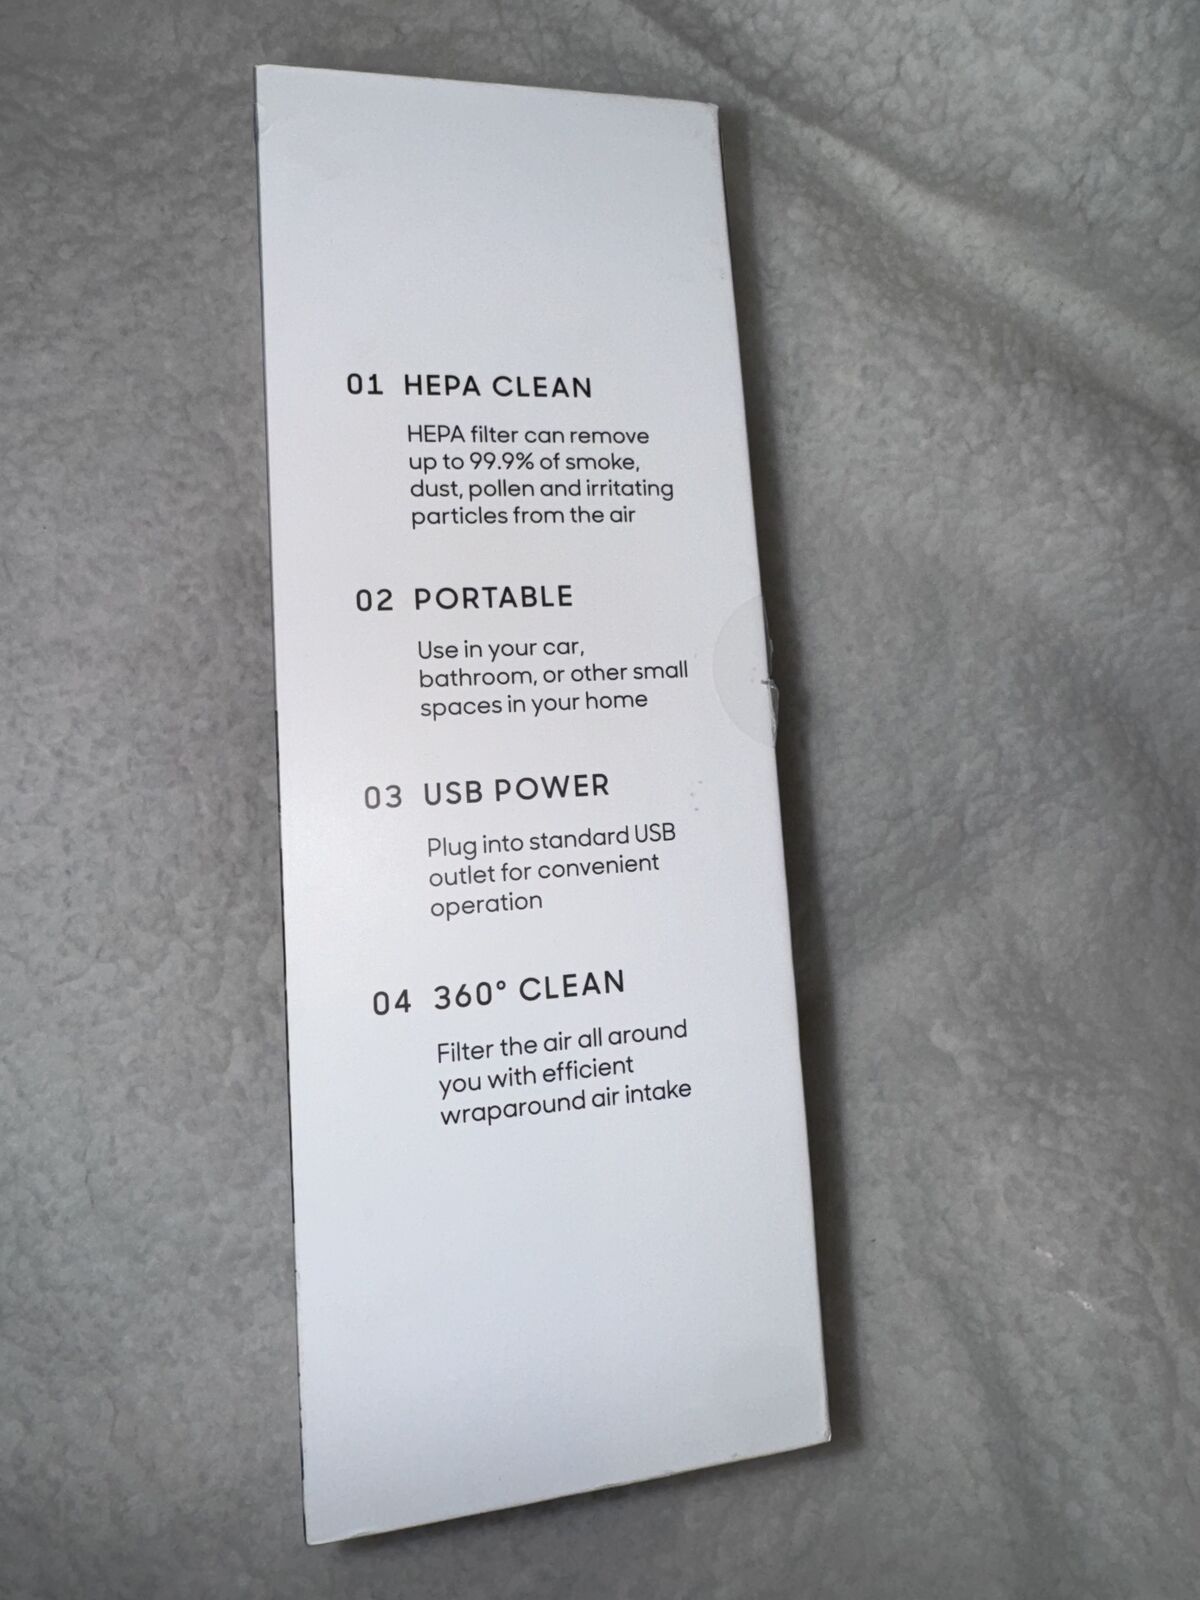 01 HEPA CLEAN
HEPA filter can remove
up to 99.9% of smoke,
dust, pollen and irritating
particles from the air
02 PORTABLE
Use in your car,
bathroom, or other small
spaces in your home
03 USB POWER
Plug into standard USB
outlet for convenient
operation
04 360° CLEAN
Filter the air all around
you with efficient
wraparound air intake